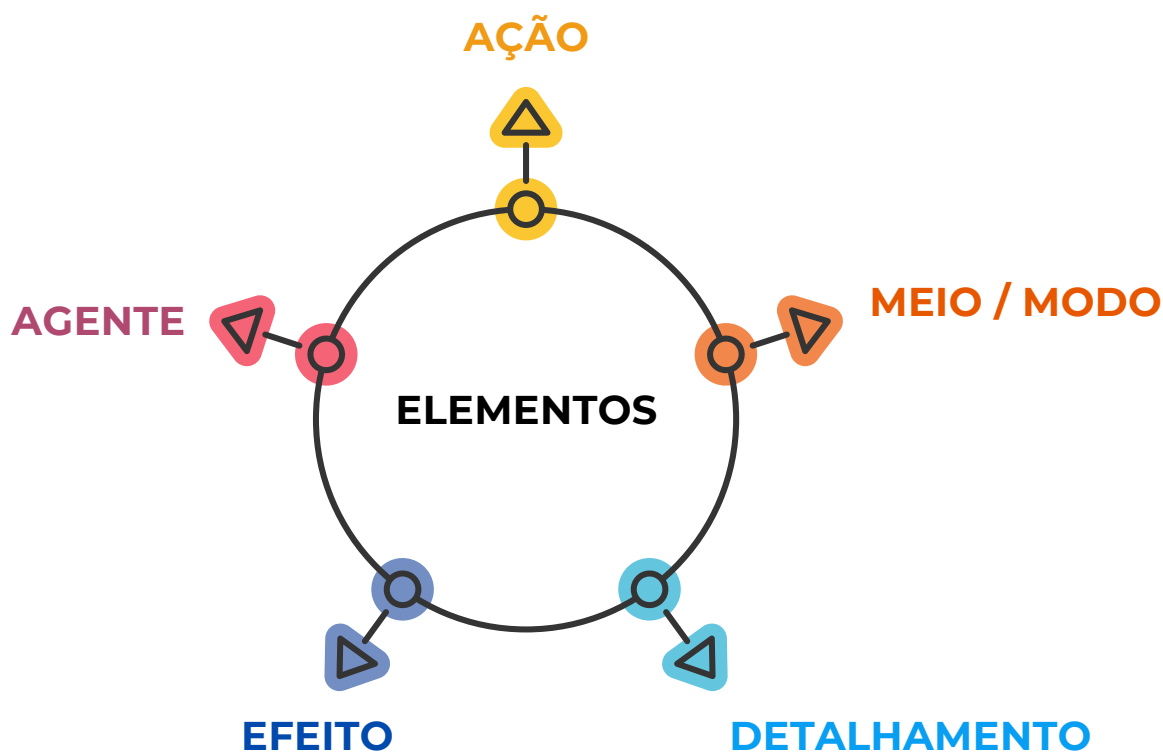 AÇÃO
MEIO / MODO
AGENTE
ELEMENTOS
EFEITO
DETALHAMENTO